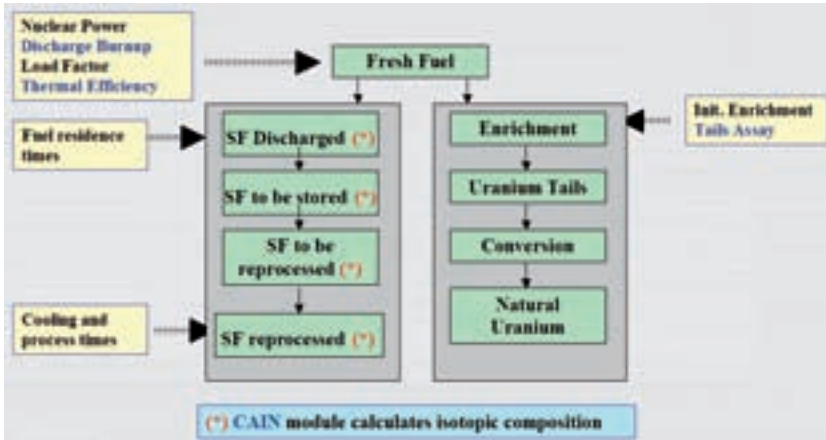 Nuclear Power
Discharge Burnup
Load Factor
Thermal Efficiency
Fresh Fuel
Fuel residence
times
SF Discharged (*)
SF to be stored (*)
SF to be
reprocessed (*)
Cooling and
process times
SF reprocessed (*)
Enrichment
Uranium Tails
Conversion
Natural
Uranium
Init. Enrichment
Tails Assay
(*) CAIN module calculates isotopic composition